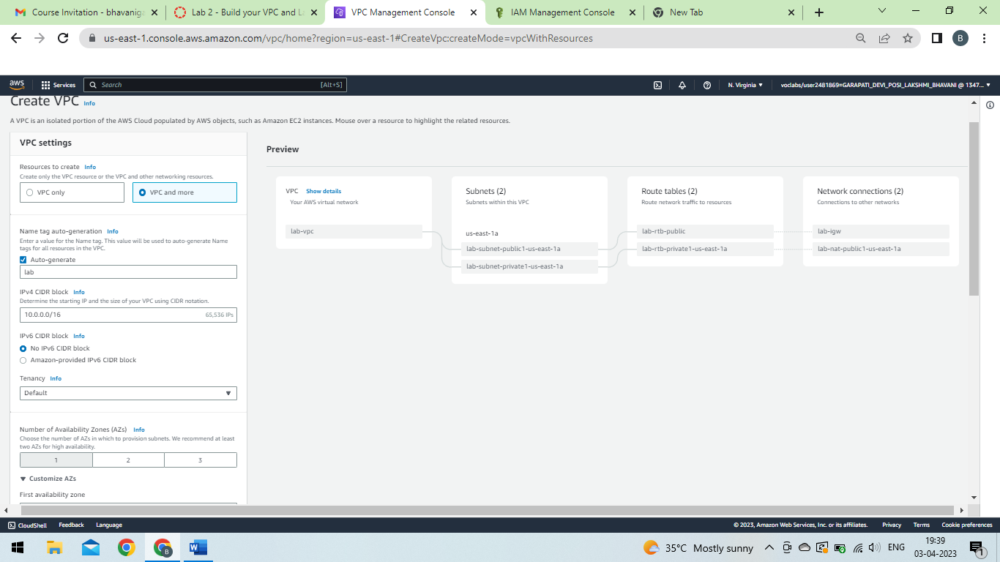 Course Invitation - bhavaniga
Lab 2 - Build your VPC and La
VPC Management Console
IAM Management Console
New Tab
us-east-1.console.aws.amazon.com/vpc/home?region=us-east-1#CreateVpc:createMode=vpcWithResources
B
aws
Services
Search
[Alt+S]
N. Virginia
voclabs/user2481869=GARAPATI_DEVI_POSI_LAKSHMI_BHAVANI @ 1347...
Create VPC Info
A VPC is an isolated portion of the AWS Cloud populated by AWS objects, such as Amazon EC2 instances. Mouse over a resource to highlight the related resources.
VPC settings
Resources to create Info
Create only the VPC resource or the VPC and other networking resources.
VPC only
VPC and more
Name tag auto-generation Info
Enter a value for the Name tag. This value will be used to auto-generate Name
tags for all resources in the VPC.
Auto-generate
lab
IPv4 CIDR block Info
Determine the starting IP and the size of your VPC using CIDR notation.
10.0.0.0/16
65,536 IPs
IPv6 CIDR block Info
No IPv6 CIDR block
Amazon-provided IPv6 CIDR block
Tenancy Info
Default
Number of Availability Zones (AZs) Info
Choose the number of AZs in which to provision subnets. We recommend at least
two AZs for high availability.
1
2
3
Customize AZs
First availability zone
Preview
VPC Show details
Your AWS virtual network
lab-vpc
Subnets (2)
Subnets within this VPC
us-east-1a
lab-subnet-public1-us-east-1a
lab-subnet-private1-us-east-1a
Route tables (2)
Route network traffic to resources
lab-rtb-public
lab-rtb-private1-us-east-1a
Network connections (2)
Connections to other networks
lab-igw
lab-nat-public1-us-east-1a
CloudShell
Feedback
Language
© 2023, Amazon Web Services, Inc. or its affiliates.
Privacy
Terms
Cookie preferences
B
W
35°C Mostly sunny
ENG
19:39
03-04-2023
1